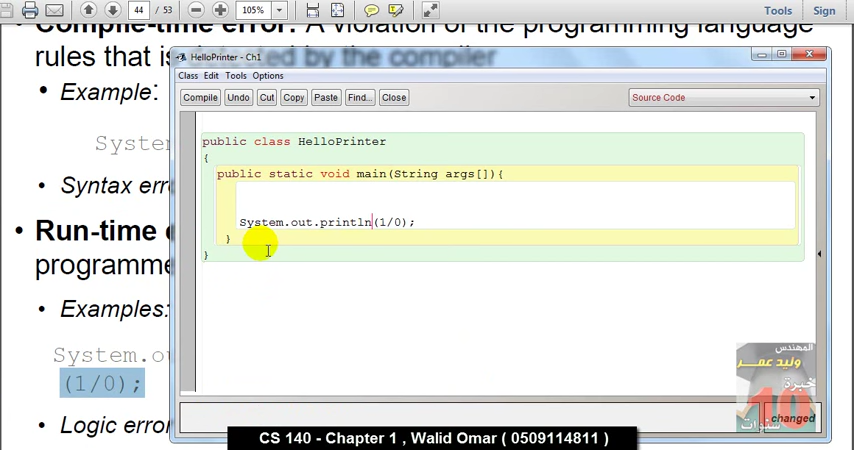 44 / 53
105%
Tools Sign
Compile-time error: A violation of the programming language
rules that is detected by the compiler
• Example:
System.
• Syntax erro
• Run-time e
programme
• Examples:
System.ou
(1/0);
• Logic error
HelloPrinter - Ch1
Class Edit Tools Options
Compile Undo Cut Copy Paste Find... Close
Source Code
public class HelloPrinter
{
public static void main(String args[]){
System.out.println(1/0);
}
}
changed
المهندس
وليد عمر
خبرة
10
سنوات
CS 140 - Chapter 1 , Walid Omar ( 0509114811 )